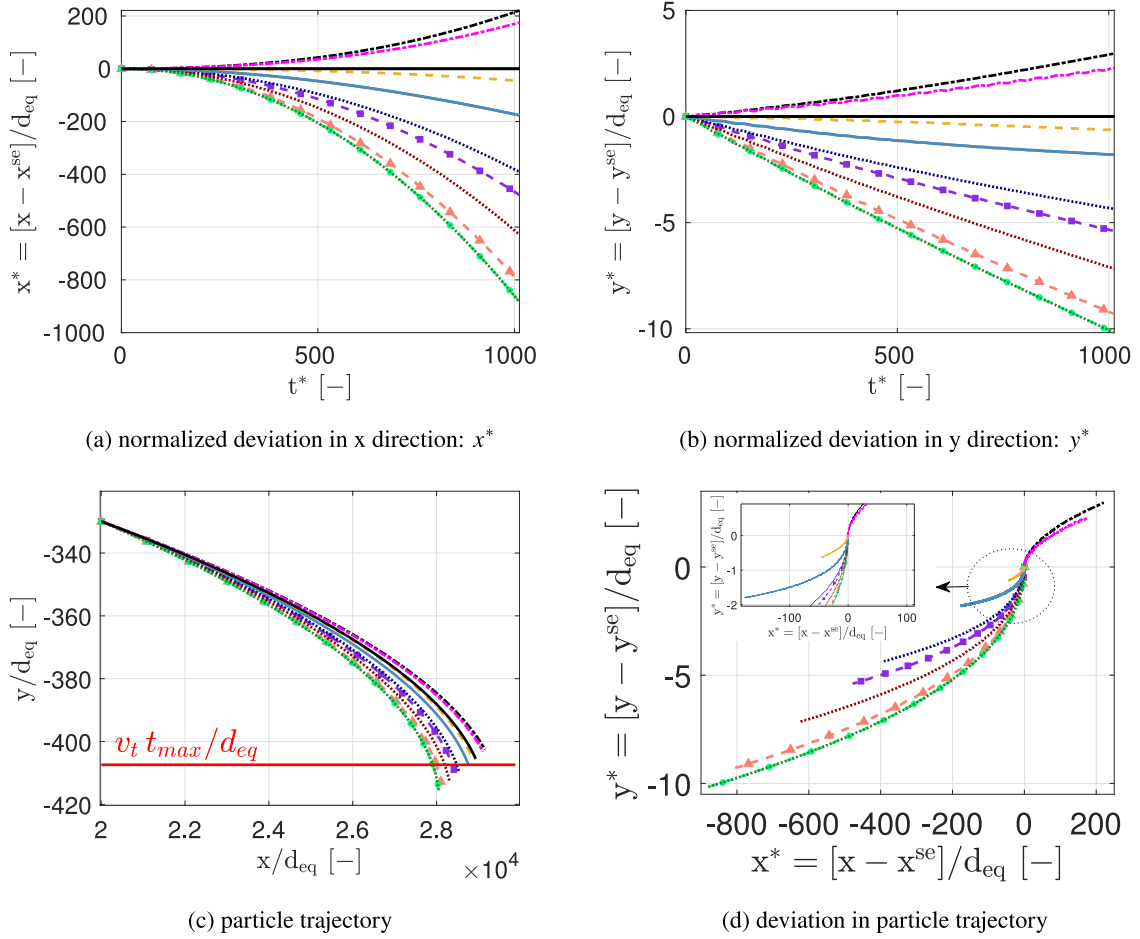 200
0
-200
-400
-600
-800
-1000
x* = [x − x^se]/d_eq [−]
0
500
1000
t* [−]
(a) normalized deviation in x direction: x*
5
0
-5
-10
y* = [y − y^se]/d_eq [−]
0
500
1000
t* [−]
(b) normalized deviation in y direction: y*
-340
-360
-380
-400
-420
y/d_eq [−]
v_t t_max/d_eq
2
2.2
2.4
2.6
2.8
x/d_eq [−]
×10^4
(c) particle trajectory
0
-5
-10
y* = [y − y^se]/d_eq [−]
0
-1
-2
y* = [y − y^se]/d_eq [−]
-100
0
100
x* = [x − x^se]/d_eq [−]
-800
-600
-400
-200
0
200
x* = [x − x^se]/d_eq [−]
(d) deviation in particle trajectory